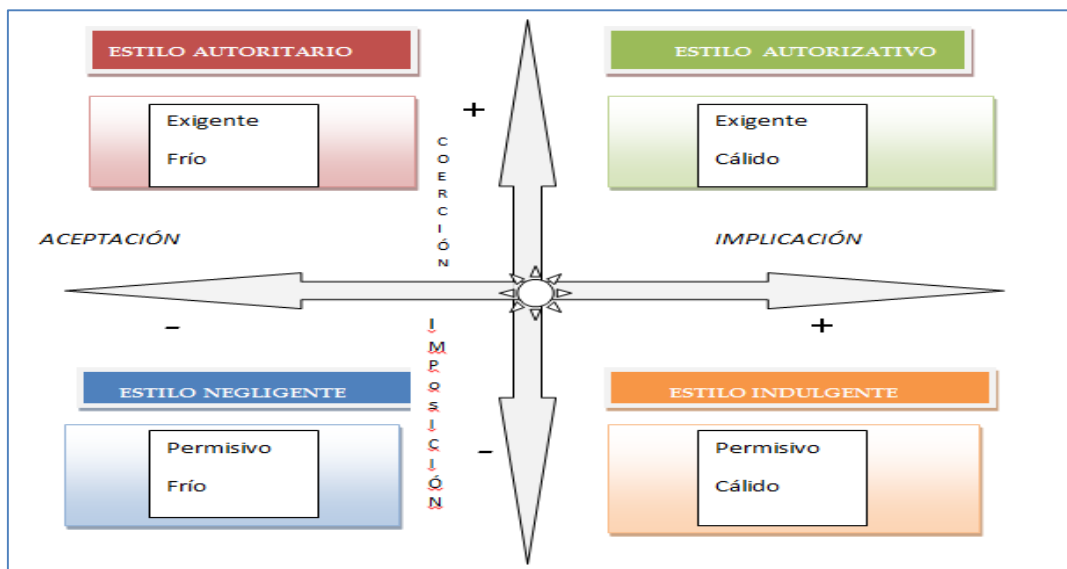 ESTILO AUTORITARIO
Exigente
Frío
ESTILO AUTORIZATIVO
Exigente
Cálido
+
COERCIÓN
ACEPTACIÓN
IMPLICACIÓN
-
+
IMPosICIÓN
-
ESTILO NEGLIGENTE
Permisivo
Frío
ESTILO INDULGENTE
Permisivo
Cálido